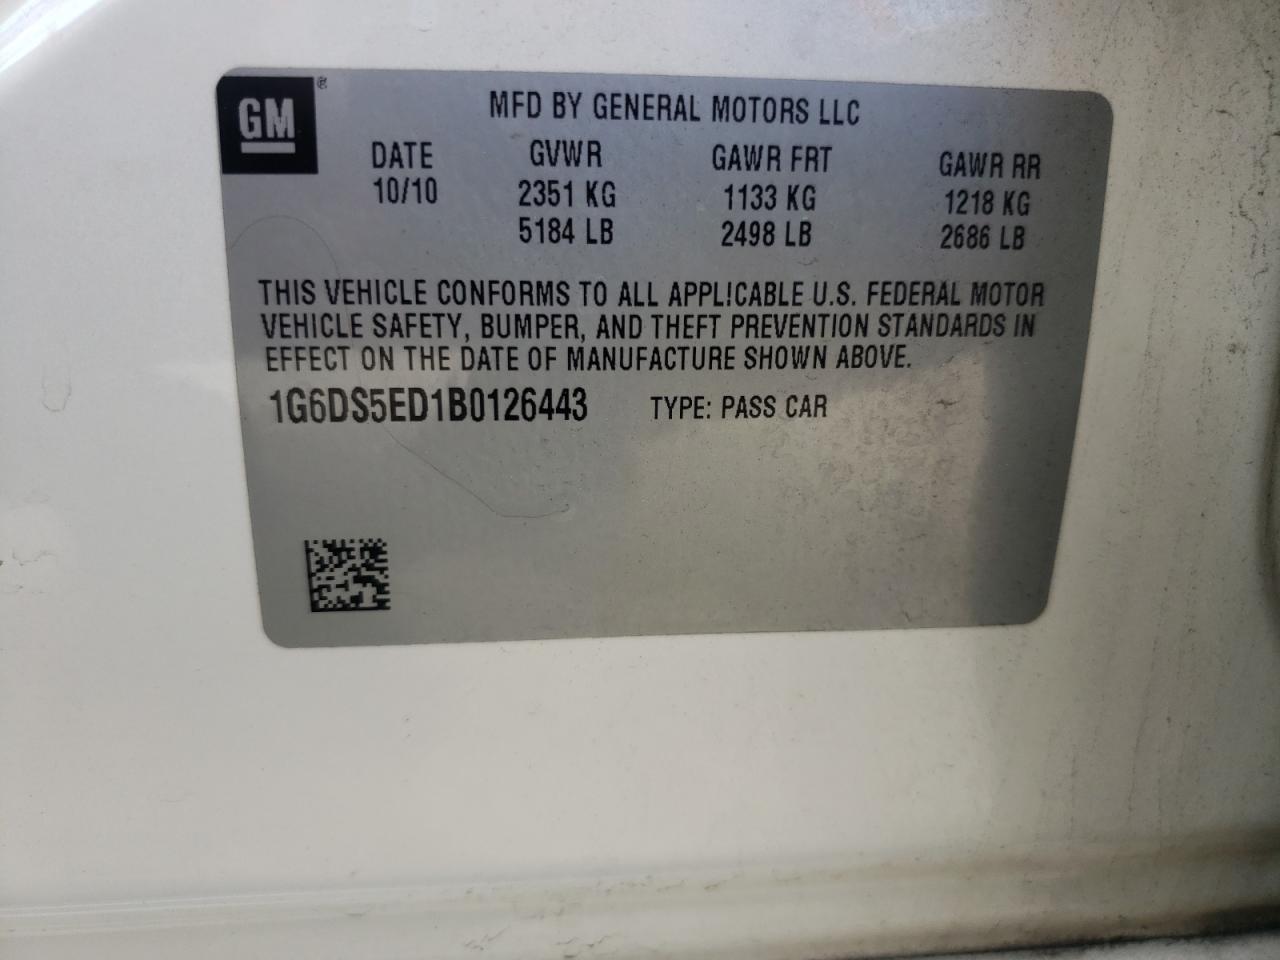 GM®
MFD BY GENERAL MOTORS LLC
DATE GVWR GAWR FRT GAWR RR
10/10 2351 KG 1133 KG 1218 KG
5184 LB 2498 LB 2686 LB
THIS VEHICLE CONFORMS TO ALL APPLICABLE U.S. FEDERAL MOTOR
VEHICLE SAFETY, BUMPER, AND THEFT PREVENTION STANDARDS IN
EFFECT ON THE DATE OF MANUFACTURE SHOWN ABOVE.
1G6DS5ED1B0126443 TYPE: PASS CAR